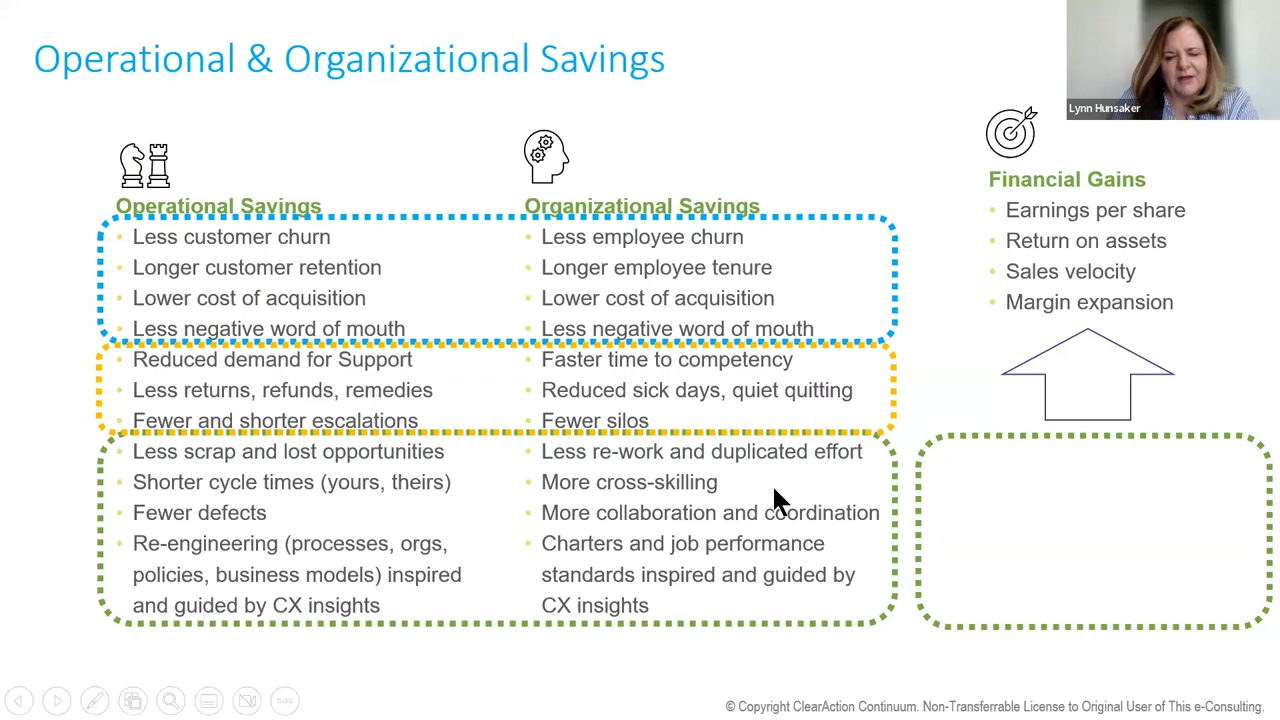 Operational & Organizational Savings
Lynn Hunsaker
Operational Savings
Less customer churn
Longer customer retention
Lower cost of acquisition
Less negative word of mouth
Reduced demand for Support
Less returns, refunds, remedies
Fewer and shorter escalations
Less scrap and lost opportunities
Shorter cycle times (yours, theirs)
Fewer defects
Re-engineering (processes, orgs,
policies, business models) inspired
and guided by CX insights
Organizational Savings
Less employee churn
Longer employee tenure
Lower cost of acquisition
Less negative word of mouth
Faster time to competency
Reduced sick days, quiet quitting
Fewer silos
Less re-work and duplicated effort
More cross-skilling
More collaboration and coordination
Charters and job performance
standards inspired and guided by
CX insights
Financial Gains
Earnings per share
Return on assets
Sales velocity
Margin expansion
© Copyright ClearAction Continuum. Non-Transferrable License to Original User of This e-Consulting.